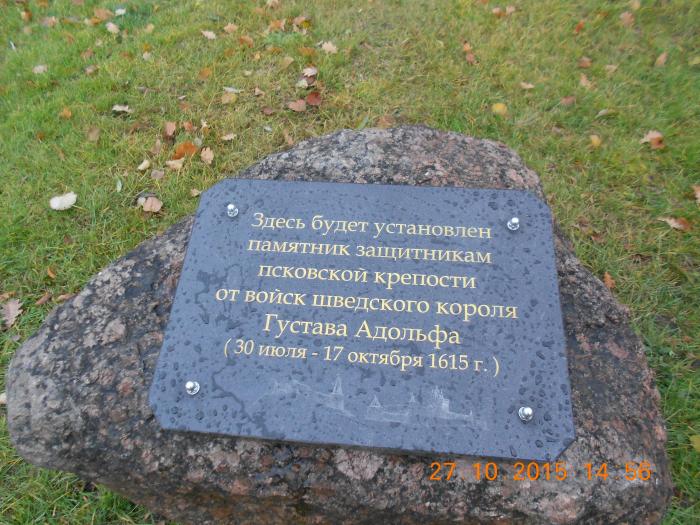 Здесь будет установлен
памятник защитникам
псковской крепости
от войск шведского короля
Густава Адольфа
( 30 июля - 17 октября 1615 г. )
27 10 2015 14 56